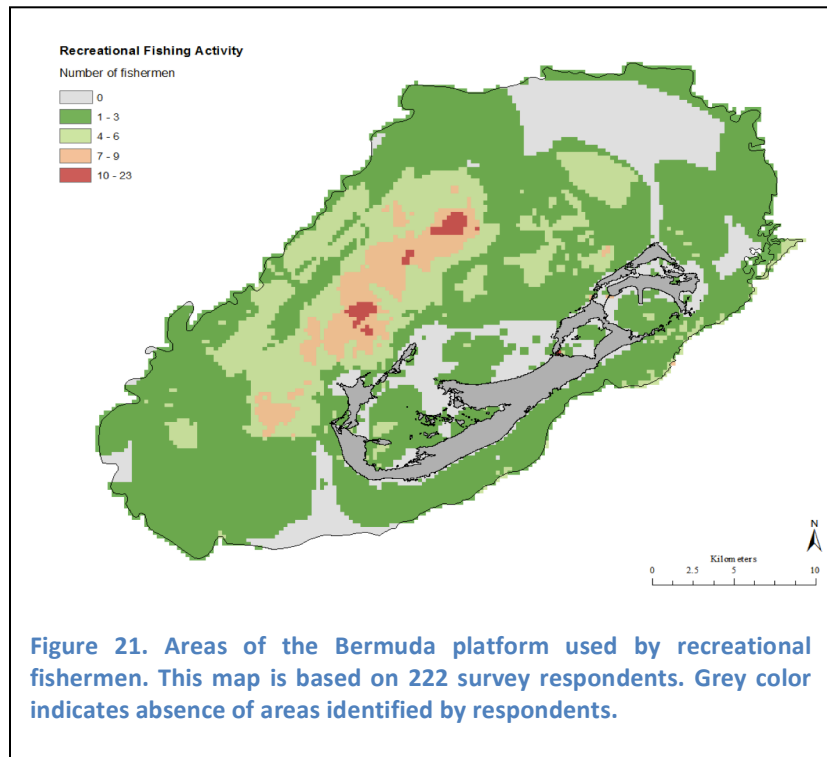 Recreational Fishing Activity
Number of fishermen
0
1 - 3
4 - 6
7 - 9
10 - 23
N
Kilometers
0 2.5 5 10
Figure 21. Areas of the Bermuda platform used by recreational
fishermen. This map is based on 222 survey respondents. Grey color
indicates absence of areas identified by respondents.